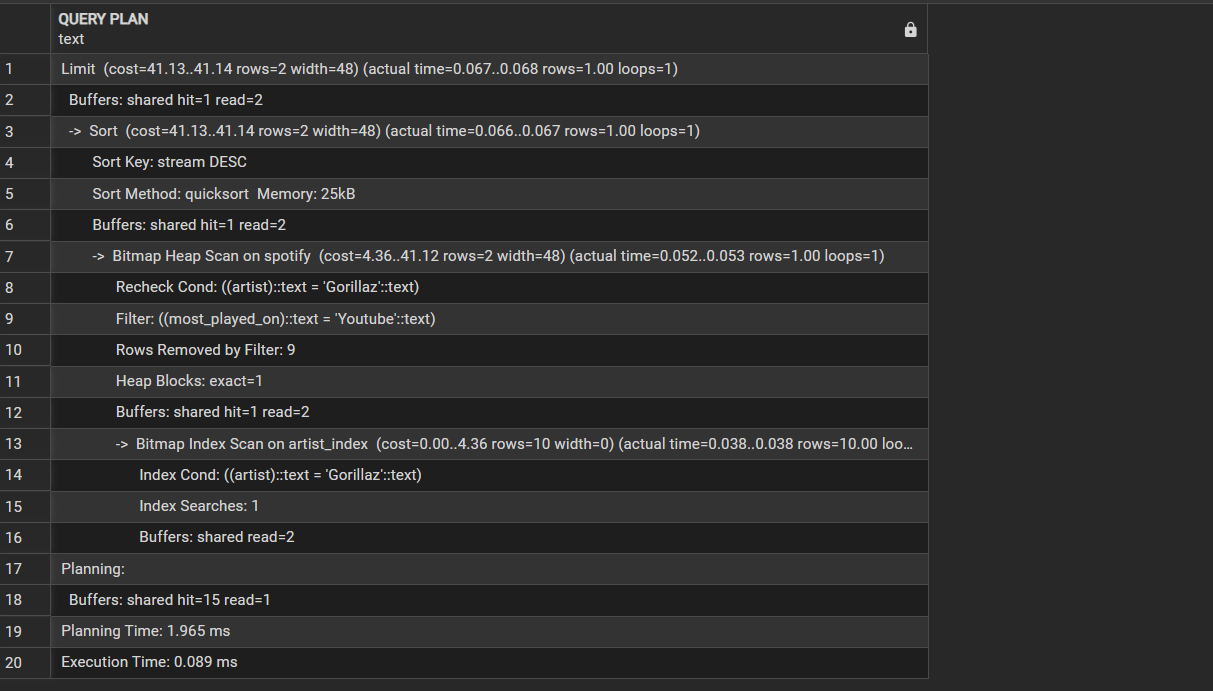 QUERY PLAN
text
1 Limit (cost=41.13..41.14 rows=2 width=48) (actual time=0.067..0.068 rows=1.00 loops=1)
2 Buffers: shared hit=1 read=2
3 -> Sort (cost=41.13..41.14 rows=2 width=48) (actual time=0.066..0.067 rows=1.00 loops=1)
4 Sort Key: stream DESC
5 Sort Method: quicksort Memory: 25kB
6 Buffers: shared hit=1 read=2
7 -> Bitmap Heap Scan on spotify (cost=4.36..41.12 rows=2 width=48) (actual time=0.052..0.053 rows=1.00 loops=1)
8 Recheck Cond: ((artist)::text = 'Gorillaz'::text)
9 Filter: ((most_played_on)::text = 'Youtube'::text)
10 Rows Removed by Filter: 9
11 Heap Blocks: exact=1
12 Buffers: shared hit=1 read=2
13 -> Bitmap Index Scan on artist_index (cost=0.00..4.36 rows=10 width=0) (actual time=0.038..0.038 rows=10.00 loo...
14 Index Cond: ((artist)::text = 'Gorillaz'::text)
15 Index Searches: 1
16 Buffers: shared read=2
17 Planning:
18 Buffers: shared hit=15 read=1
19 Planning Time: 1.965 ms
20 Execution Time: 0.089 ms